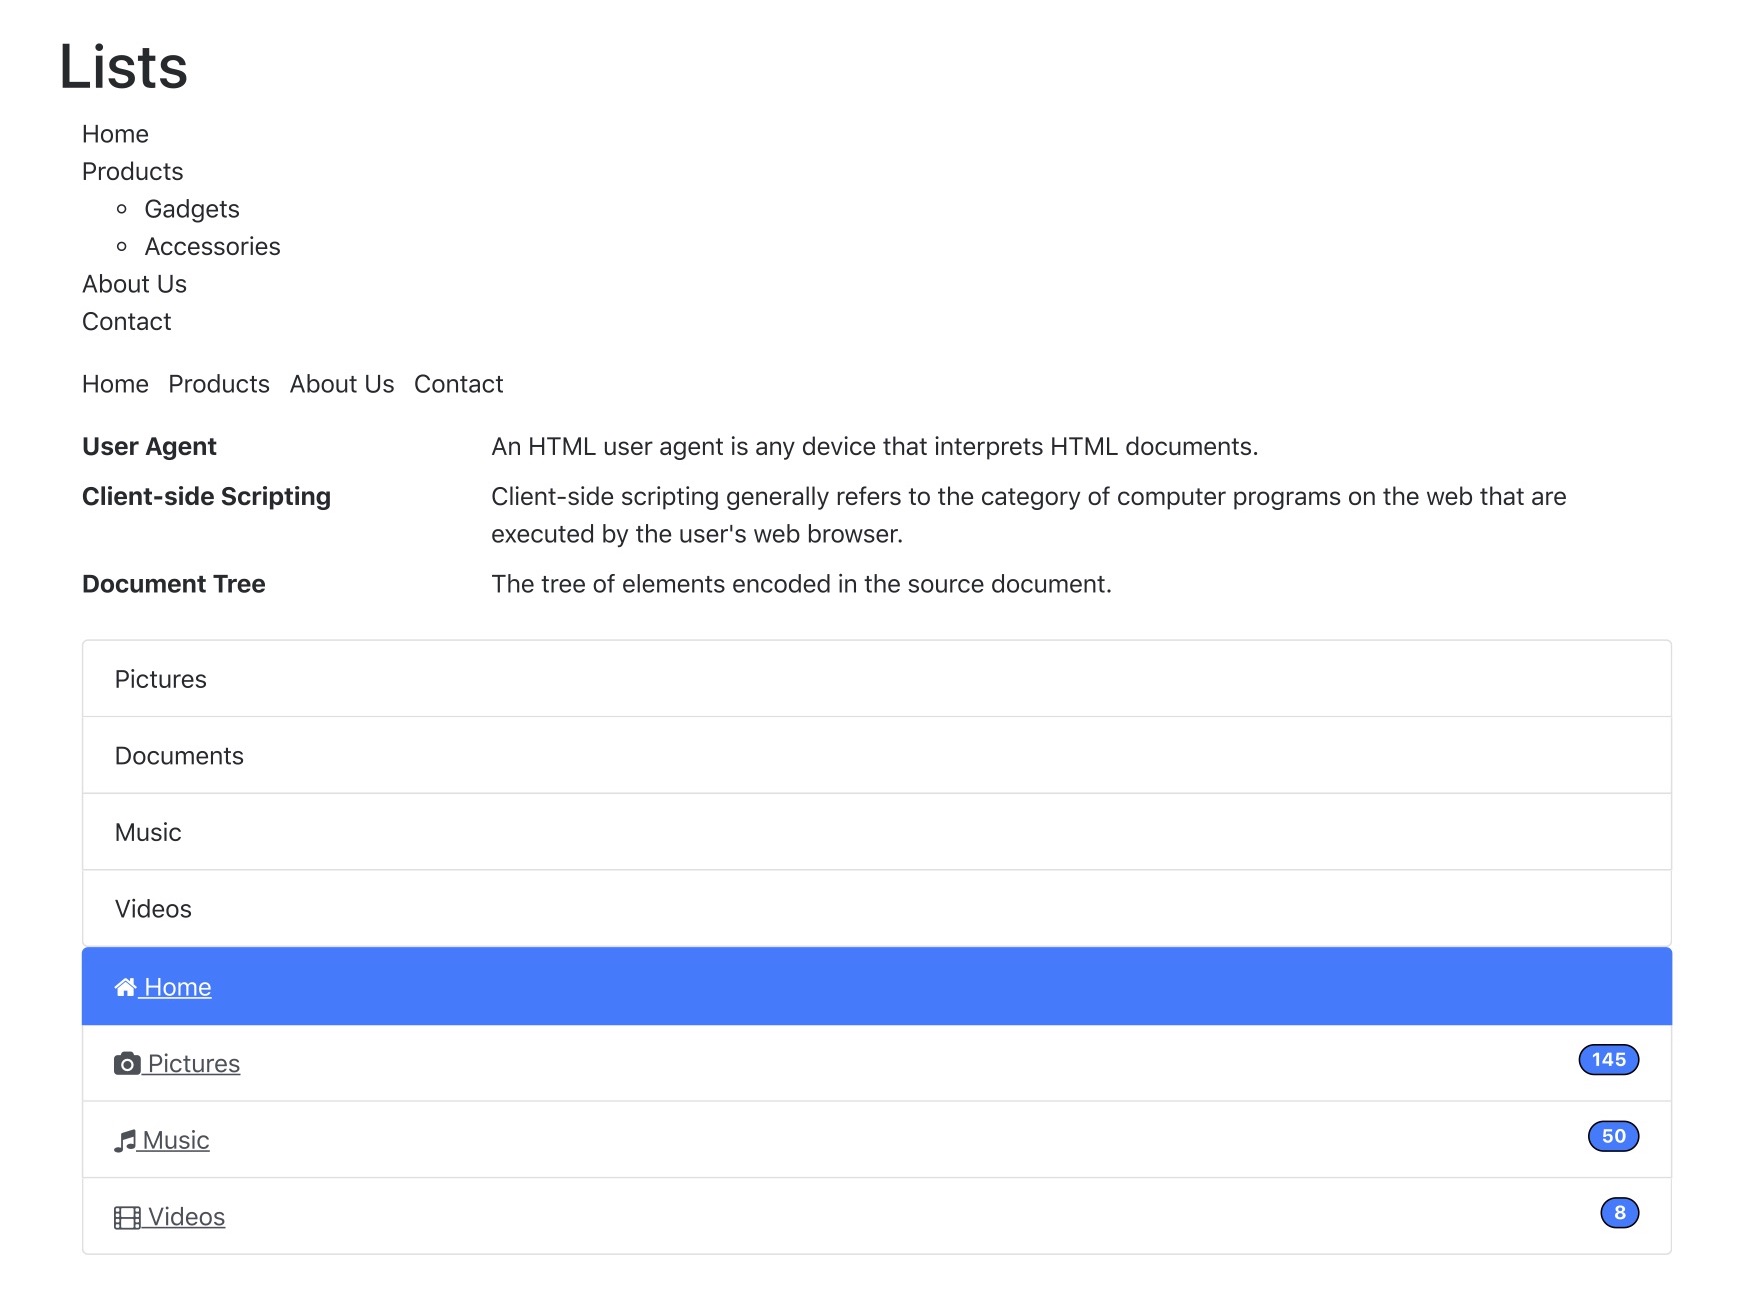 Lists
Home
Products
Gadgets
Accessories
About Us
Contact
Home Products About Us Contact
User Agent An HTML user agent is any device that interprets HTML documents.
Client-side Scripting Client-side scripting generally refers to the category of computer programs on the web that are
executed by the user's web browser.
Document Tree The tree of elements encoded in the source document.
Pictures
Documents
Music
Videos
Home
Pictures 145
Music 50
Videos 8